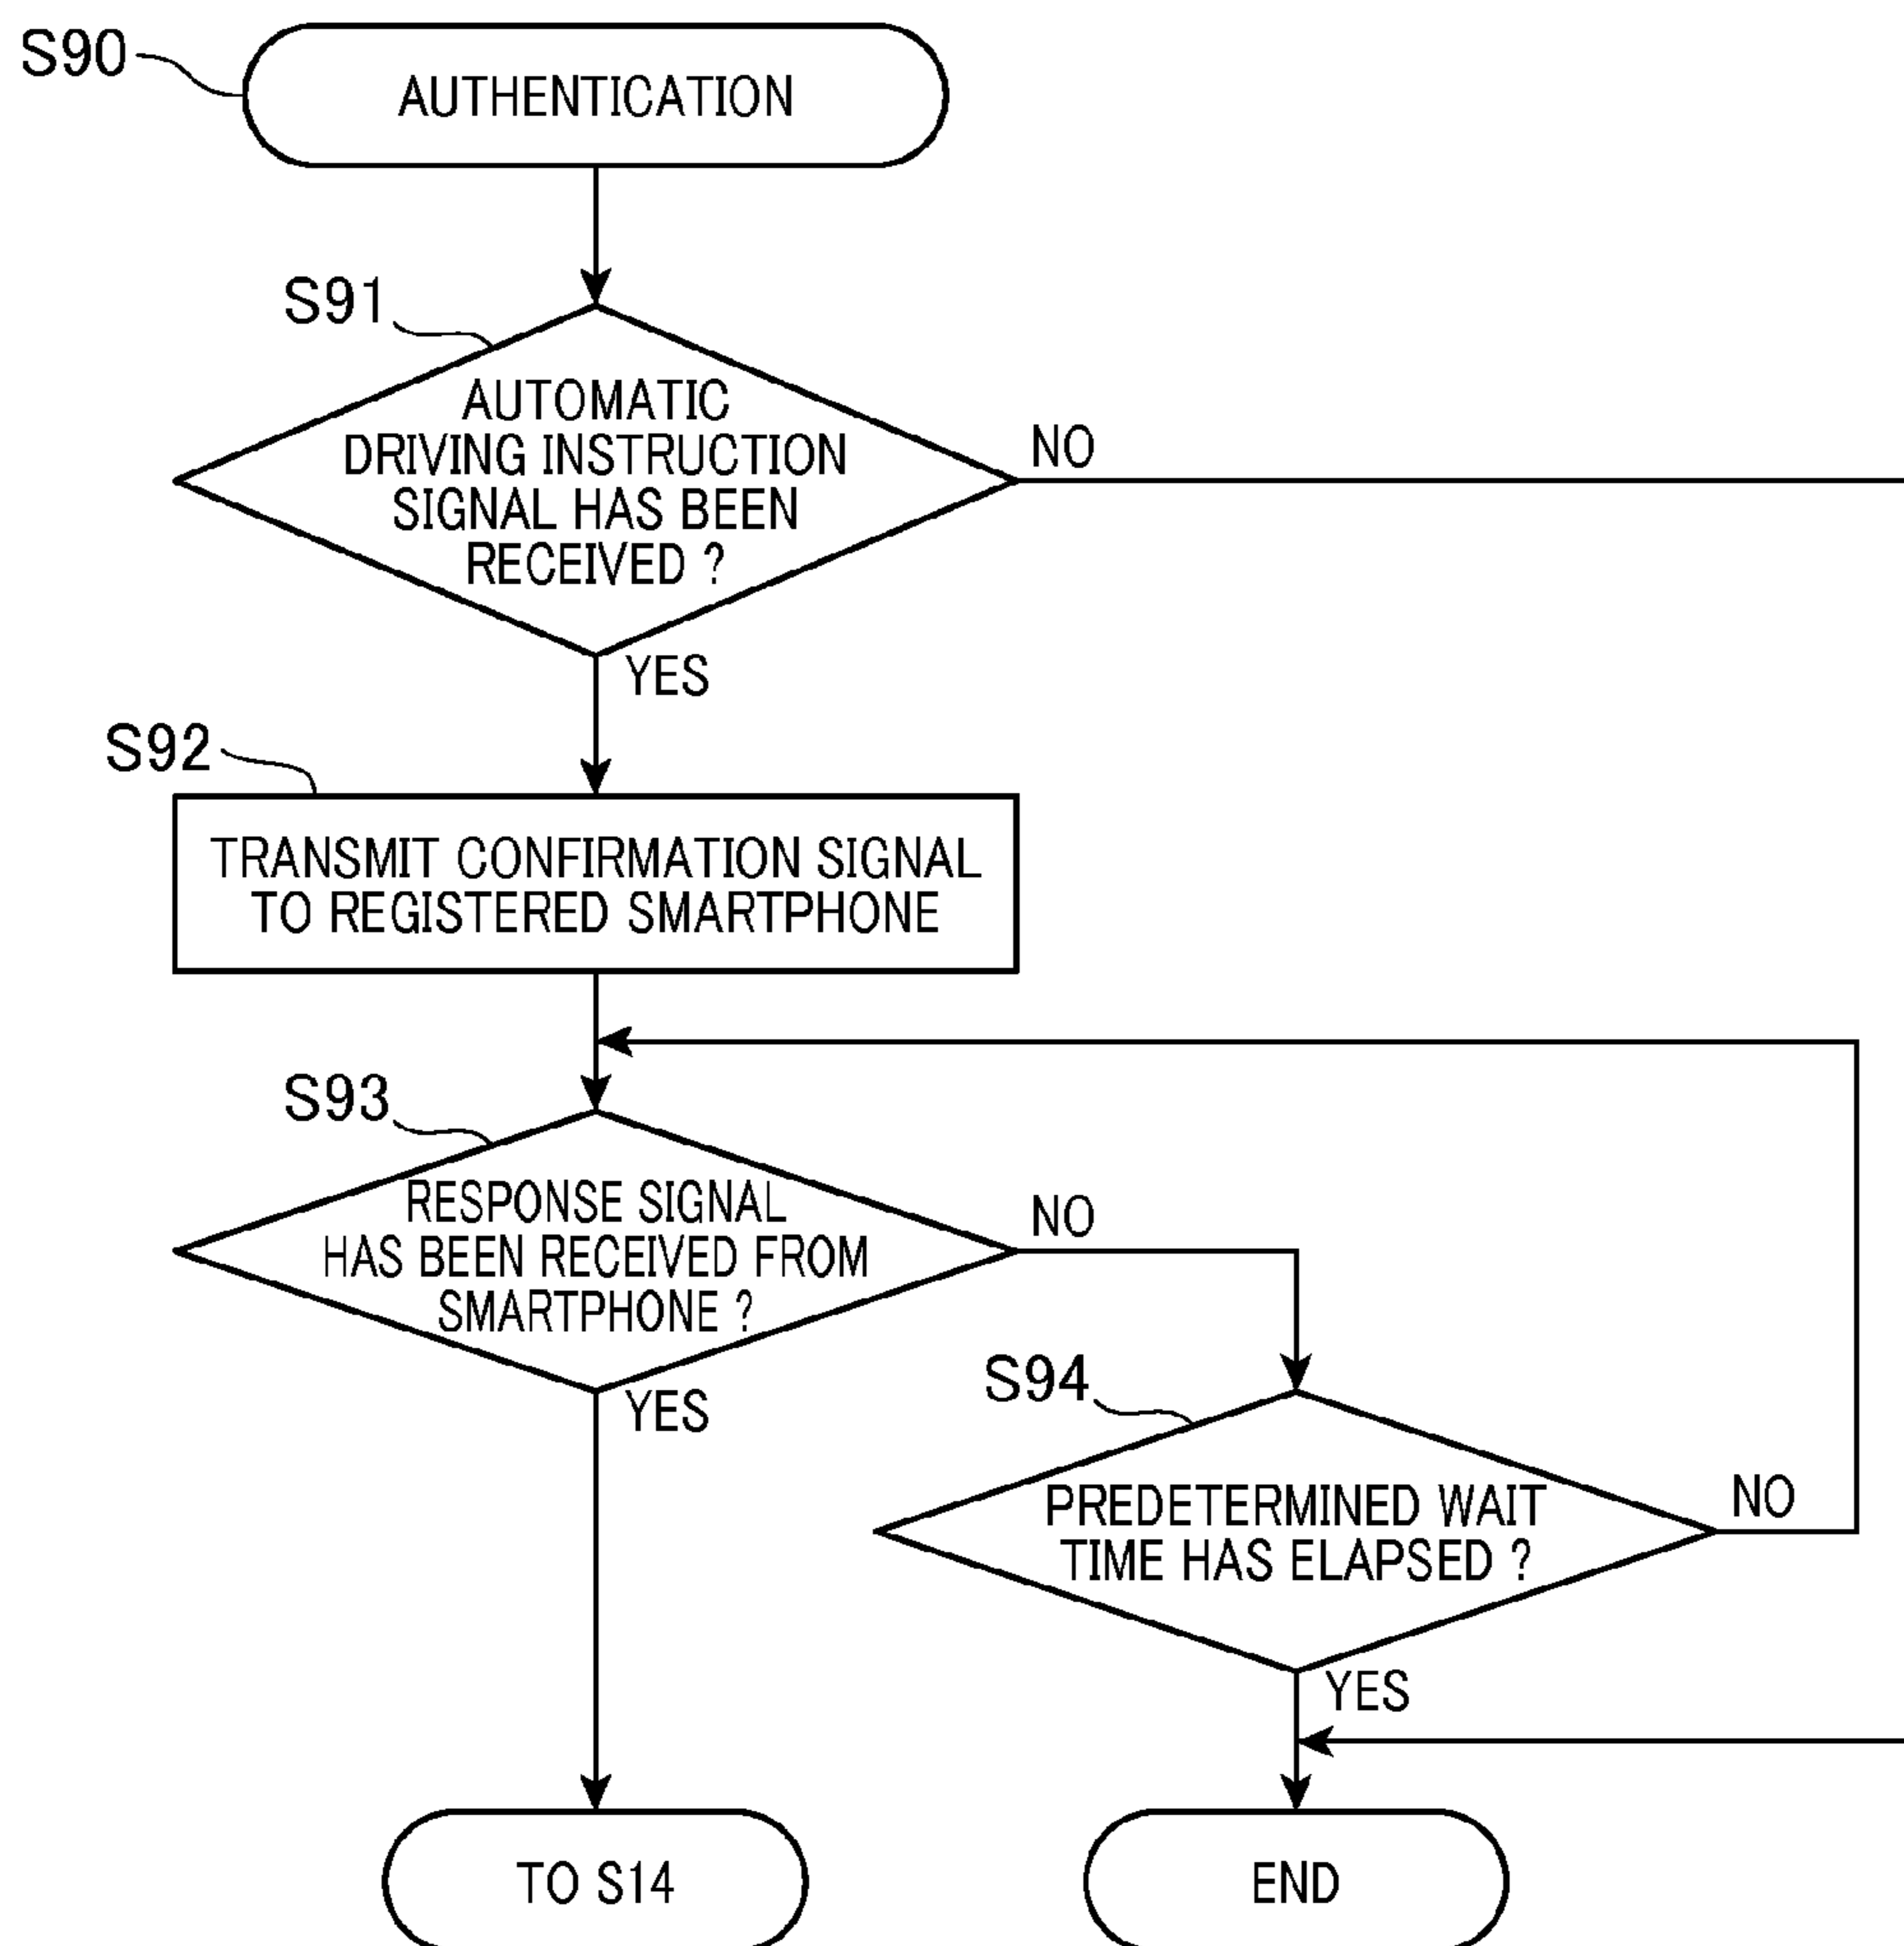 S90
AUTHENTICATION
S91
AUTOMATIC
DRIVING INSTRUCTION
SIGNAL HAS BEEN
RECEIVED ?
NO
YES
S92
TRANSMIT CONFIRMATION SIGNAL
TO REGISTERED SMARTPHONE
S93
RESPONSE SIGNAL
HAS BEEN RECEIVED FROM
SMARTPHONE ?
NO
YES
S94
PREDETERMINED WAIT
TIME HAS ELAPSED ?
NO
YES
TO S14
END